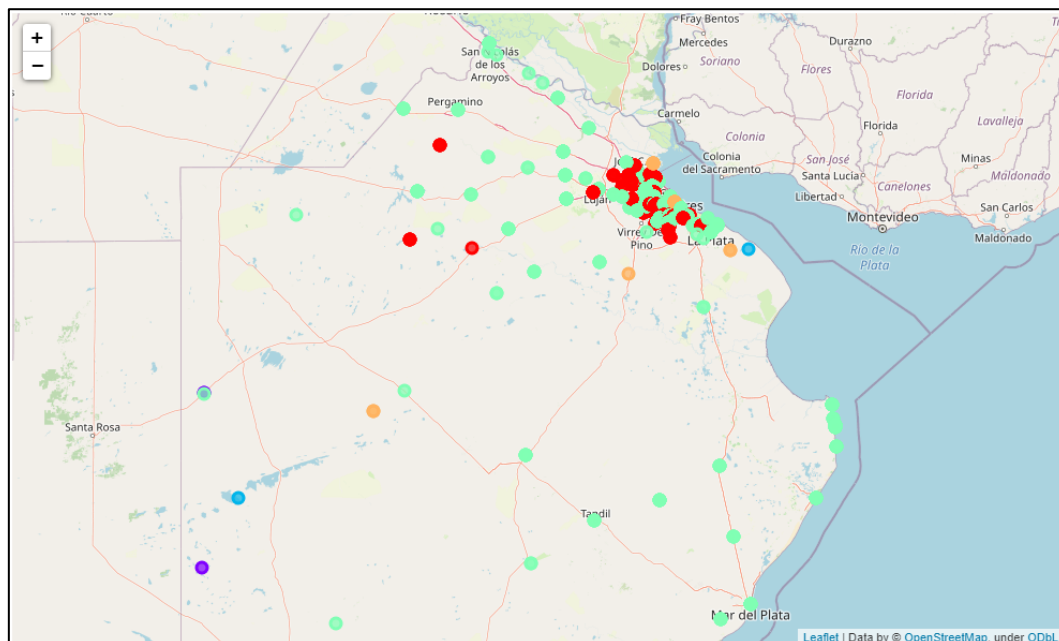 Fray Bentos
Mercedes
Soriano
Dolores
Durazno
Flores
Florida
Florida
Lavalleja
Minas
Maldonado
+
−
San Nicolás
de los
Arroyos
Pergamino
Carmelo
Colonia
Colonia
del Sacramento
San José
Santa Lucía
Canelones
Libertad
San Carlos
Montevideo
Maldonado
Luján
Virrey De
Pino
La Plata
Río de la
Plata
Santa Rosa
Tandil
Mar del Plata
Leaflet | Data by © OpenStreetMap, under ODbL